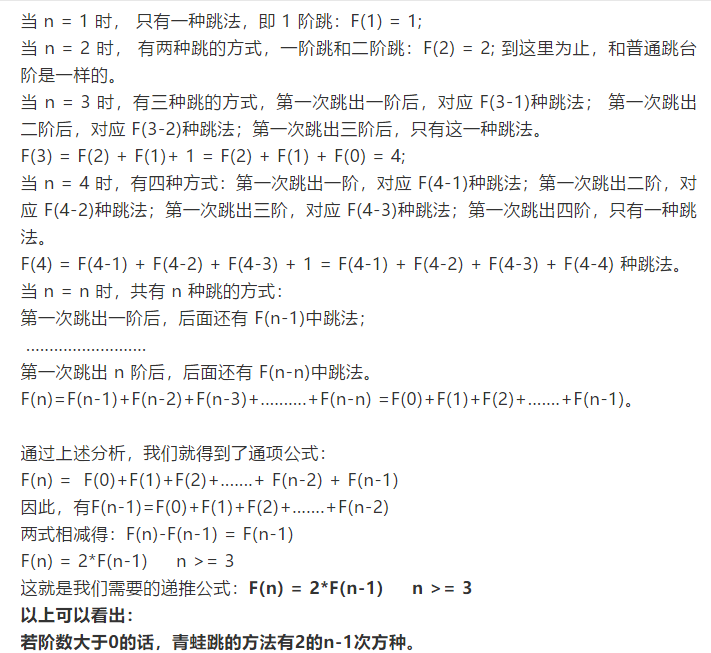 当 n = 1 时， 只有一种跳法，即 1 阶跳：F(1) = 1;
当 n = 2 时， 有两种跳的方式，一阶跳和二阶跳：F(2) = 2; 到这里为止，和普通跳台
阶是一样的。
当 n = 3 时，有三种跳的方式，第一次跳出一阶后，对应 F(3-1)种跳法； 第一次跳出
二阶后，对应 F(3-2)种跳法；第一次跳出三阶后，只有这一种跳法。
F(3) = F(2) + F(1)+ 1 = F(2) + F(1) + F(0) = 4;
当 n = 4 时，有四种方式：第一次跳出一阶，对应 F(4-1)种跳法；第一次跳出二阶，对
应 F(4-2)种跳法；第一次跳出三阶，对应 F(4-3)种跳法；第一次跳出四阶，只有一种跳
法。
F(4) = F(4-1) + F(4-2) + F(4-3) + 1 = F(4-1) + F(4-2) + F(4-3) + F(4-4) 种跳法。
当 n = n 时，共有 n 种跳的方式：
第一次跳出一阶后，后面还有 F(n-1)中跳法；
..........................
第一次跳出 n 阶后，后面还有 F(n-n)中跳法。
F(n)=F(n-1)+F(n-2)+F(n-3)+..........+F(n-n) =F(0)+F(1)+F(2)+.......+F(n-1)。
通过上述分析，我们就得到了通项公式：
F(n) = F(0)+F(1)+F(2)+.......+ F(n-2) + F(n-1)
因此，有F(n-1)=F(0)+F(1)+F(2)+.......+F(n-2)
两式相减得：F(n)-F(n-1) = F(n-1)
F(n) = 2*F(n-1) n >= 3
这就是我们需要的递推公式：F(n) = 2*F(n-1) n >= 3
以上可以看出：
若阶数大于0的话，青蛙跳的方法有2的n-1次方种。